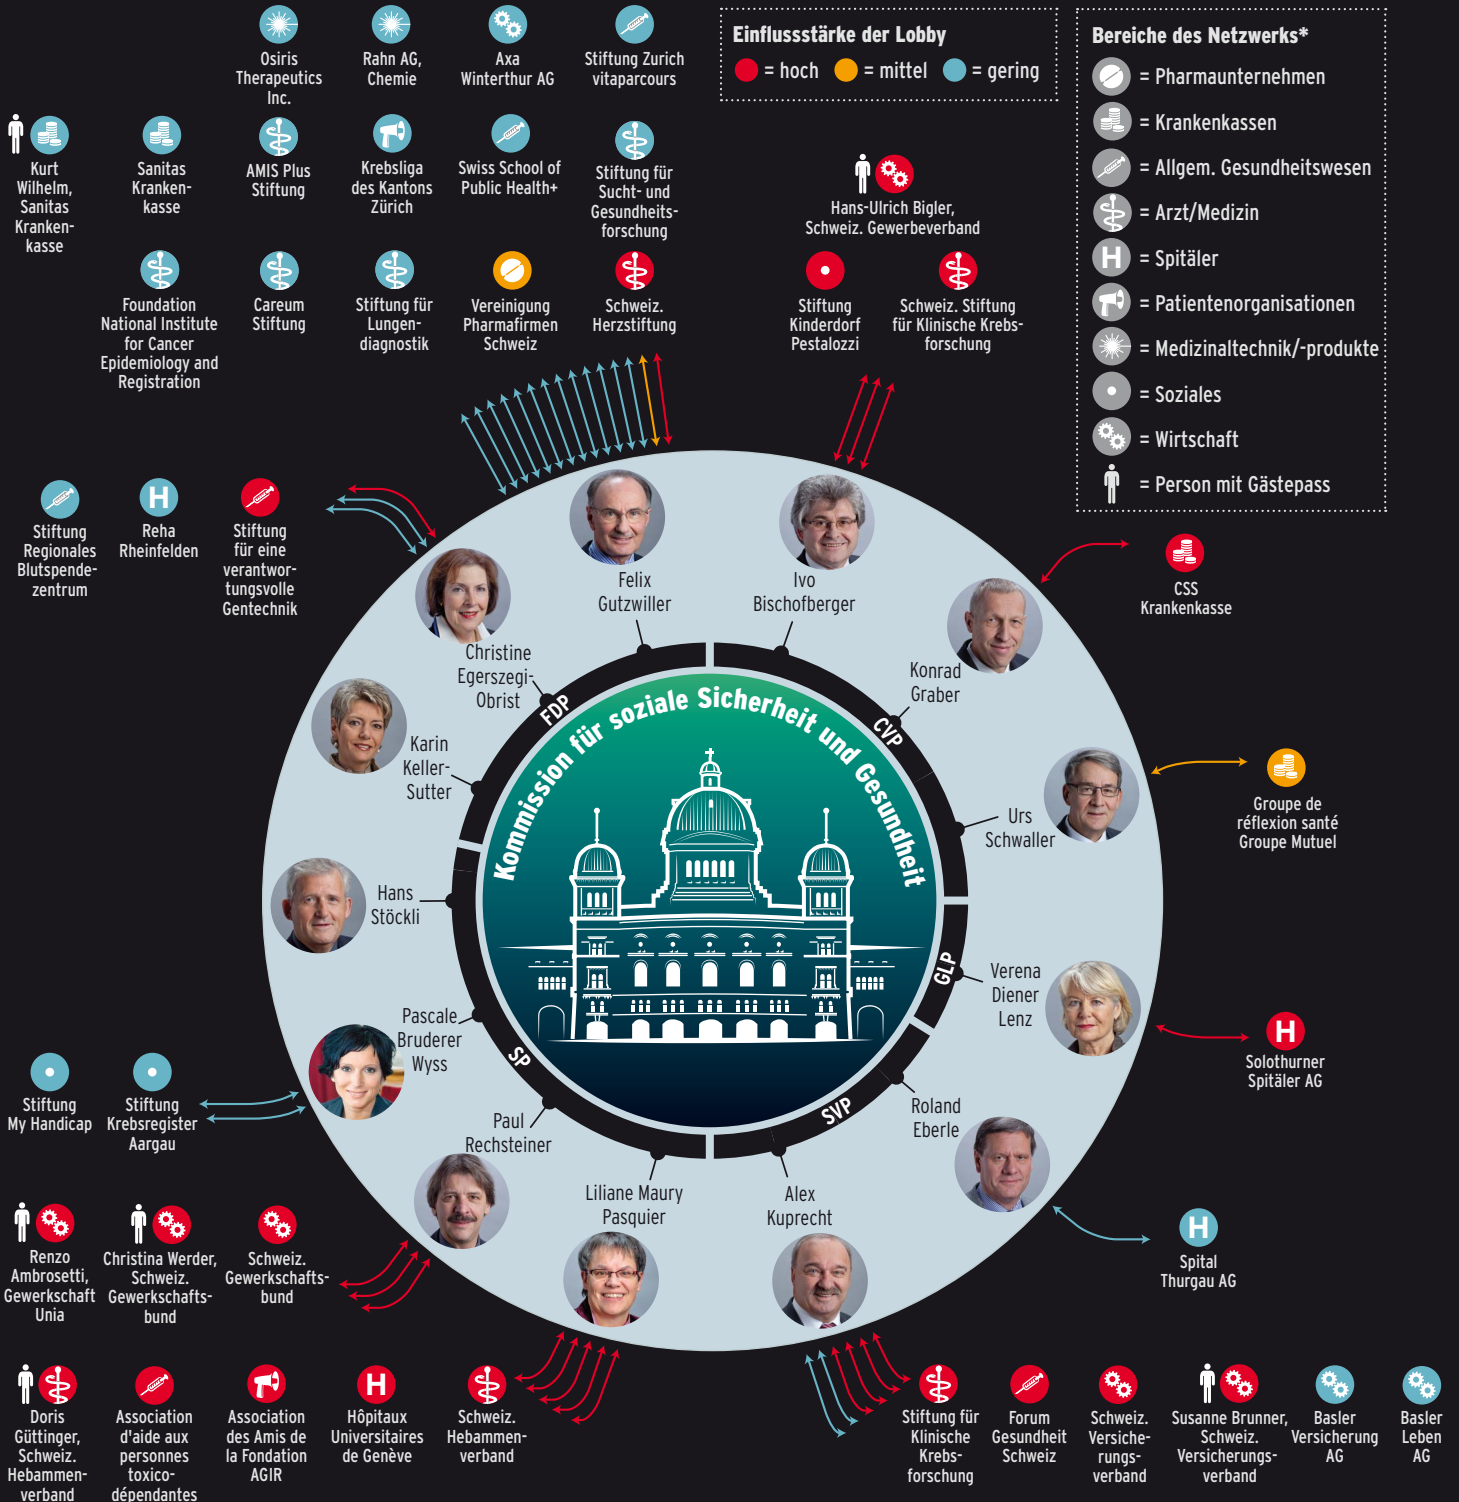 Osiris
Therapeutics
Inc.
Rahn AG,
Chemie
Axa
Winterthur AG
Stiftung Zurich
vitaparcours
Einflussstärke der Lobby
= hoch = mittel = gering
Bereiche des Netzwerks*
= Pharmaunternehmen
= Krankenkassen
= Allgem. Gesundheitswesen
= Arzt/Medizin
H = Spitäler
= Patientenorganisationen
= Medizinaltechnik/-produkte
= Soziales
= Wirtschaft
= Person mit Gästepass
Kurt
Wilhelm,
Sanitas
Kranken-
kasse
Sanitas
Kranken-
kasse
AMIS Plus
Stiftung
Krebsliga
des Kantons
Zürich
Swiss School of
Public Health+
Stiftung für
Sucht- und
Gesundheits-
forschung
Hans-Ulrich Bigler,
Schweiz. Gewerbeverband
Foundation
National Institute
for Cancer
Epidemiology and
Registration
Careum
Stiftung
Stiftung für
Lungen-
diagnostik
Vereinigung
Pharmafirmen
Schweiz
Schweiz.
Herzstiftung
Stiftung
Kinderdorf
Pestalozzi
Schweiz. Stiftung
für Klinische Krebs-
forschung
Stiftung
Regionales
Blutspende-
zentrum
H
Reha
Rheinfelden
Stiftung
für eine
verantwor-
tungsvolle
Gentechnik
CSS
Krankenkasse
Felix
Gutzwiller
Ivo
Bischofberger
Christine
Egerszegi-
Obrist
Konrad
Graber
FDP
CVP
Kommission für soziale Sicherheit und Gesundheit
Karin
Keller-
Sutter
Urs
Schwaller
Groupe de
réflexion santé
Groupe Mutuel
Hans
Stöckli
GLP
Verena
Diener
Lenz
Pascale
Bruderer
Wyss
SP
H
Solothurner
Spitäler AG
Stiftung
My Handicap
Stiftung
Krebsregister
Aargau
Paul
Rechsteiner
SVP
Roland
Eberle
Liliane Maury
Pasquier
Alex
Kuprecht
H
Spital
Thurgau AG
Renzo
Ambrosetti,
Gewerkschaft
Unia
Christina Werder,
Schweiz.
Gewerkschafts-
bund
Schweiz.
Gewerkschafts-
bund
Doris
Güttinger,
Schweiz.
Hebammen-
verband
Association
d'aide aux
personnes
toxico-
dépendantes
Association
des Amis de
la Fondation
AGIR
H
Hôpitaux
Universitaires
de Genève
Schweiz.
Hebammen-
verband
Stiftung für
Klinische
Krebs-
forschung
Forum
Gesundheit
Schweiz
Schweiz.
Versiche-
rungs-
verband
Susanne Brunner,
Schweiz.
Versicherungs-
verband
Basler
Versicherung
AG
Basler
Leben
AG